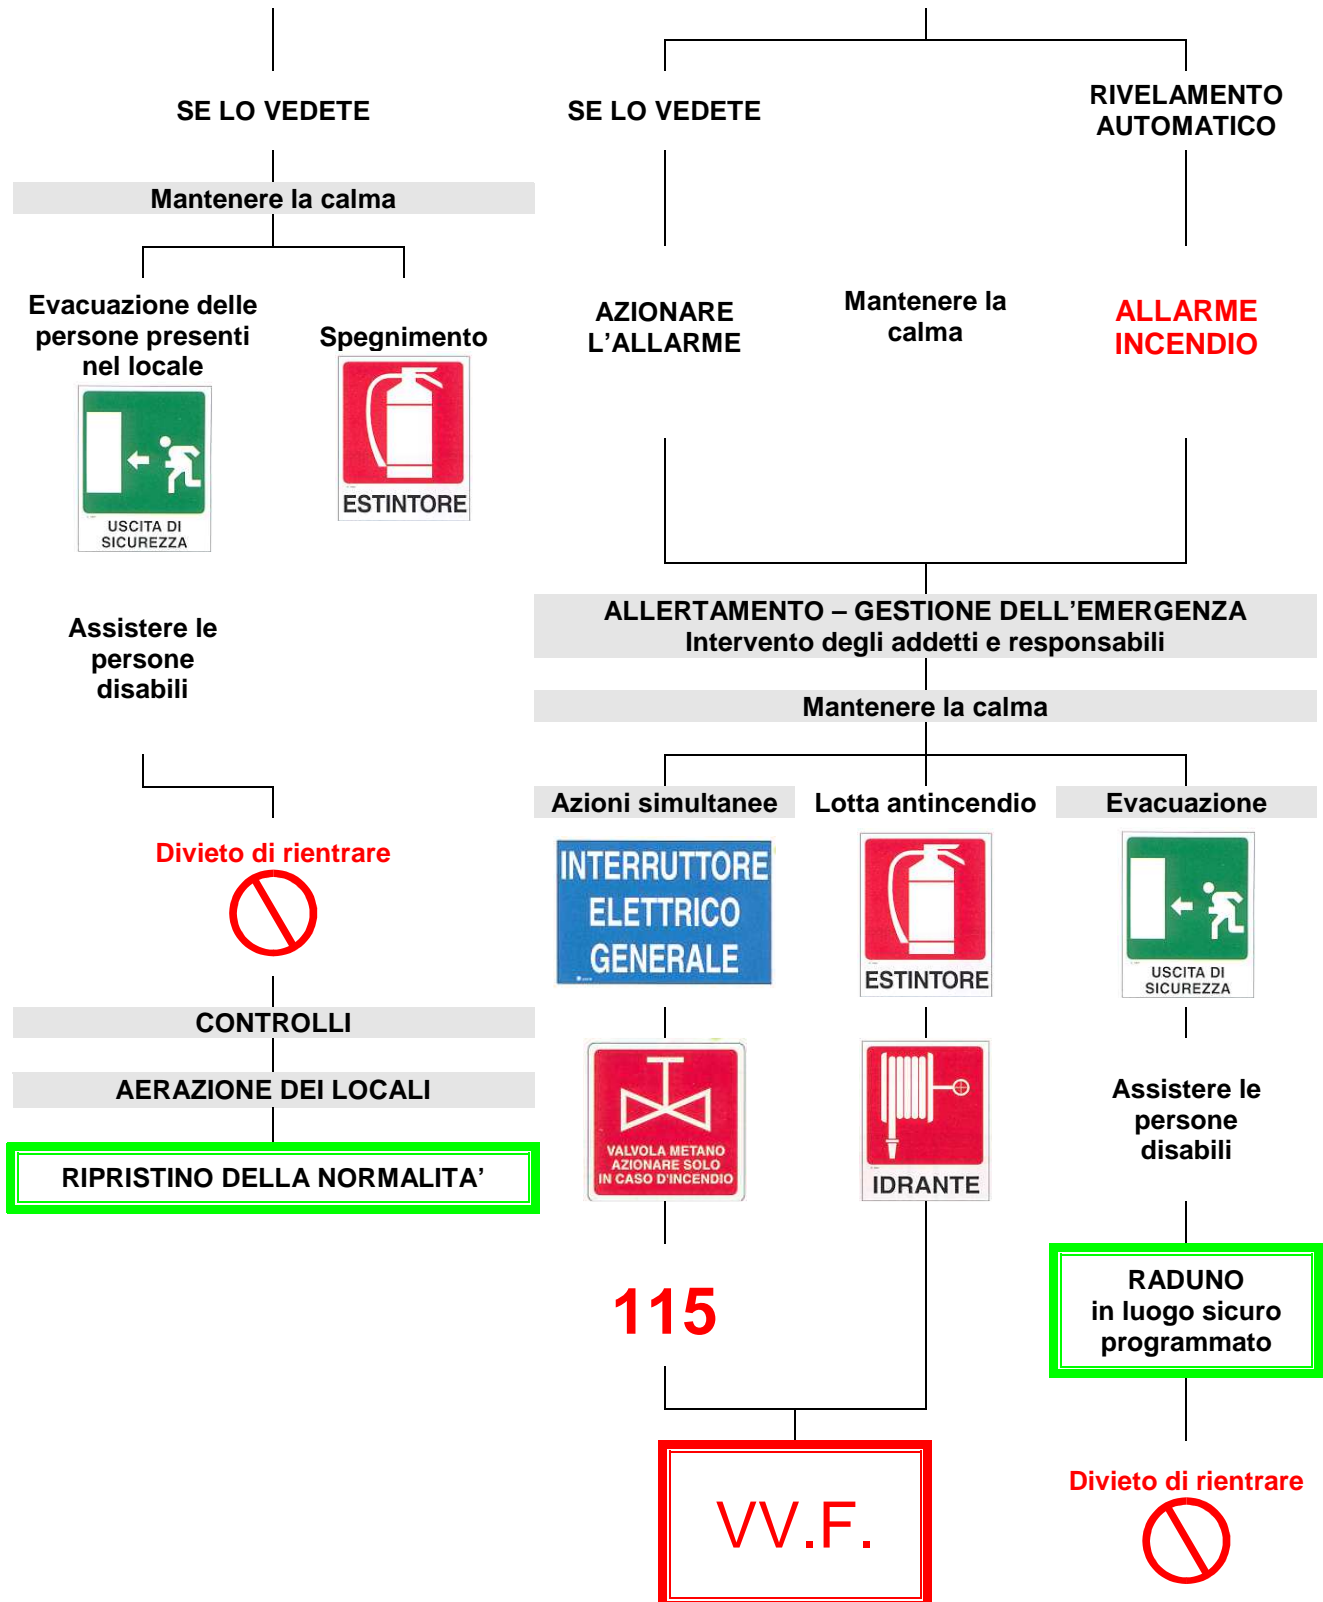 SE LO VEDETE
Mantenere la calma
Evacuazione delle
persone presenti
nel locale
USCITA DI
SICUREZZA
Spegnimento
ESTINTORE
Assistere le
persone
disabili
Divieto di rientrare
CONTROLLI
AERAZIONE DEI LOCALI
RIPRISTINO DELLA NORMALITA’
SE LO VEDETE
RIVELAMENTO
AUTOMATICO
AZIONARE
L’ALLARME
Mantenere la
calma
ALLARME
INCENDIO
ALLERTAMENTO – GESTIONE DELL’EMERGENZA
Intervento degli addetti e responsabili
Mantenere la calma
Azioni simultanee
INTERRUTTORE
ELETTRICO
GENERALE
VALVOLA METANO
AZIONARE SOLO
IN CASO D'INCENDIO
115
Lotta antincendio
ESTINTORE
IDRANTE
VV.F.
Evacuazione
USCITA DI
SICUREZZA
Assistere le
persone
disabili
RADUNO
in luogo sicuro
programmato
Divieto di rientrare